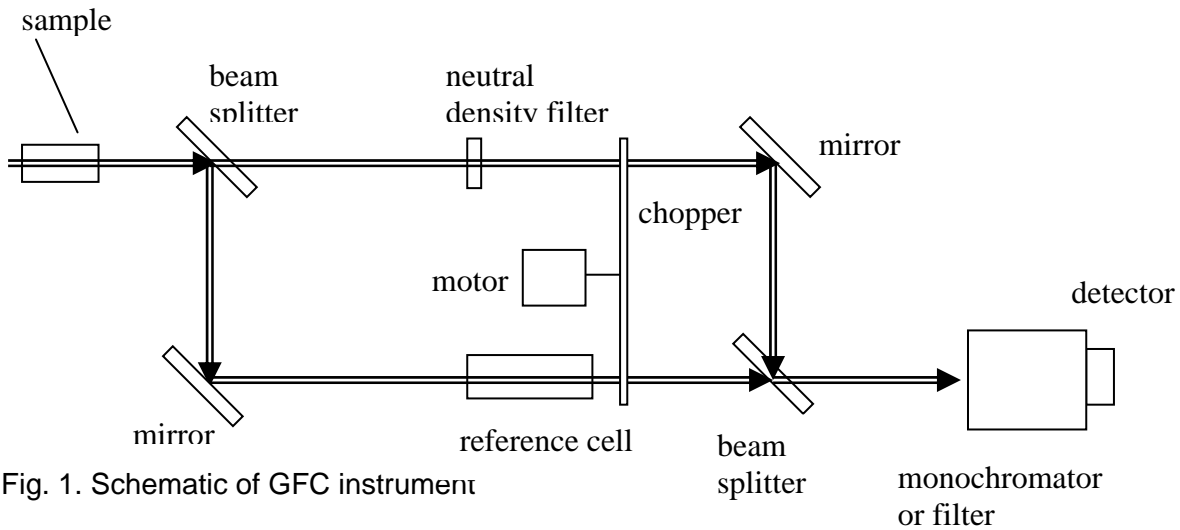 sample
beam
splitter
neutral
density filter
mirror
chopper
motor
detector
mirror
reference cell
beam
splitter
monochromator
or filter
Fig. 1. Schematic of GFC instrument